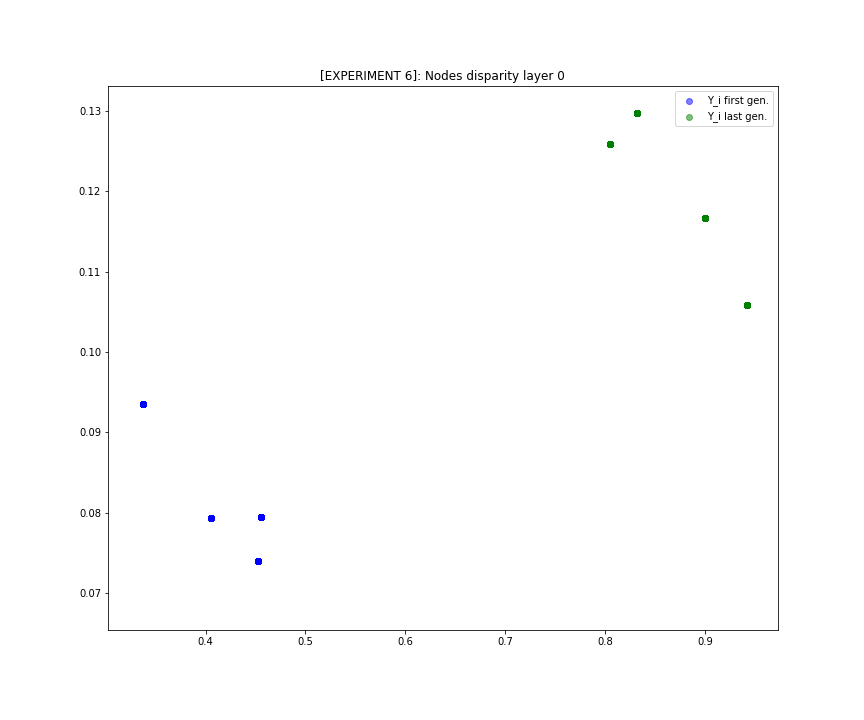 [EXPERIMENT 6]: Nodes disparity layer 0
Y_i first gen.
Y_i last gen.
0.13
0.12
0.11
0.10
0.09
0.08
0.07
0.4 0.5 0.6 0.7 0.8 0.9